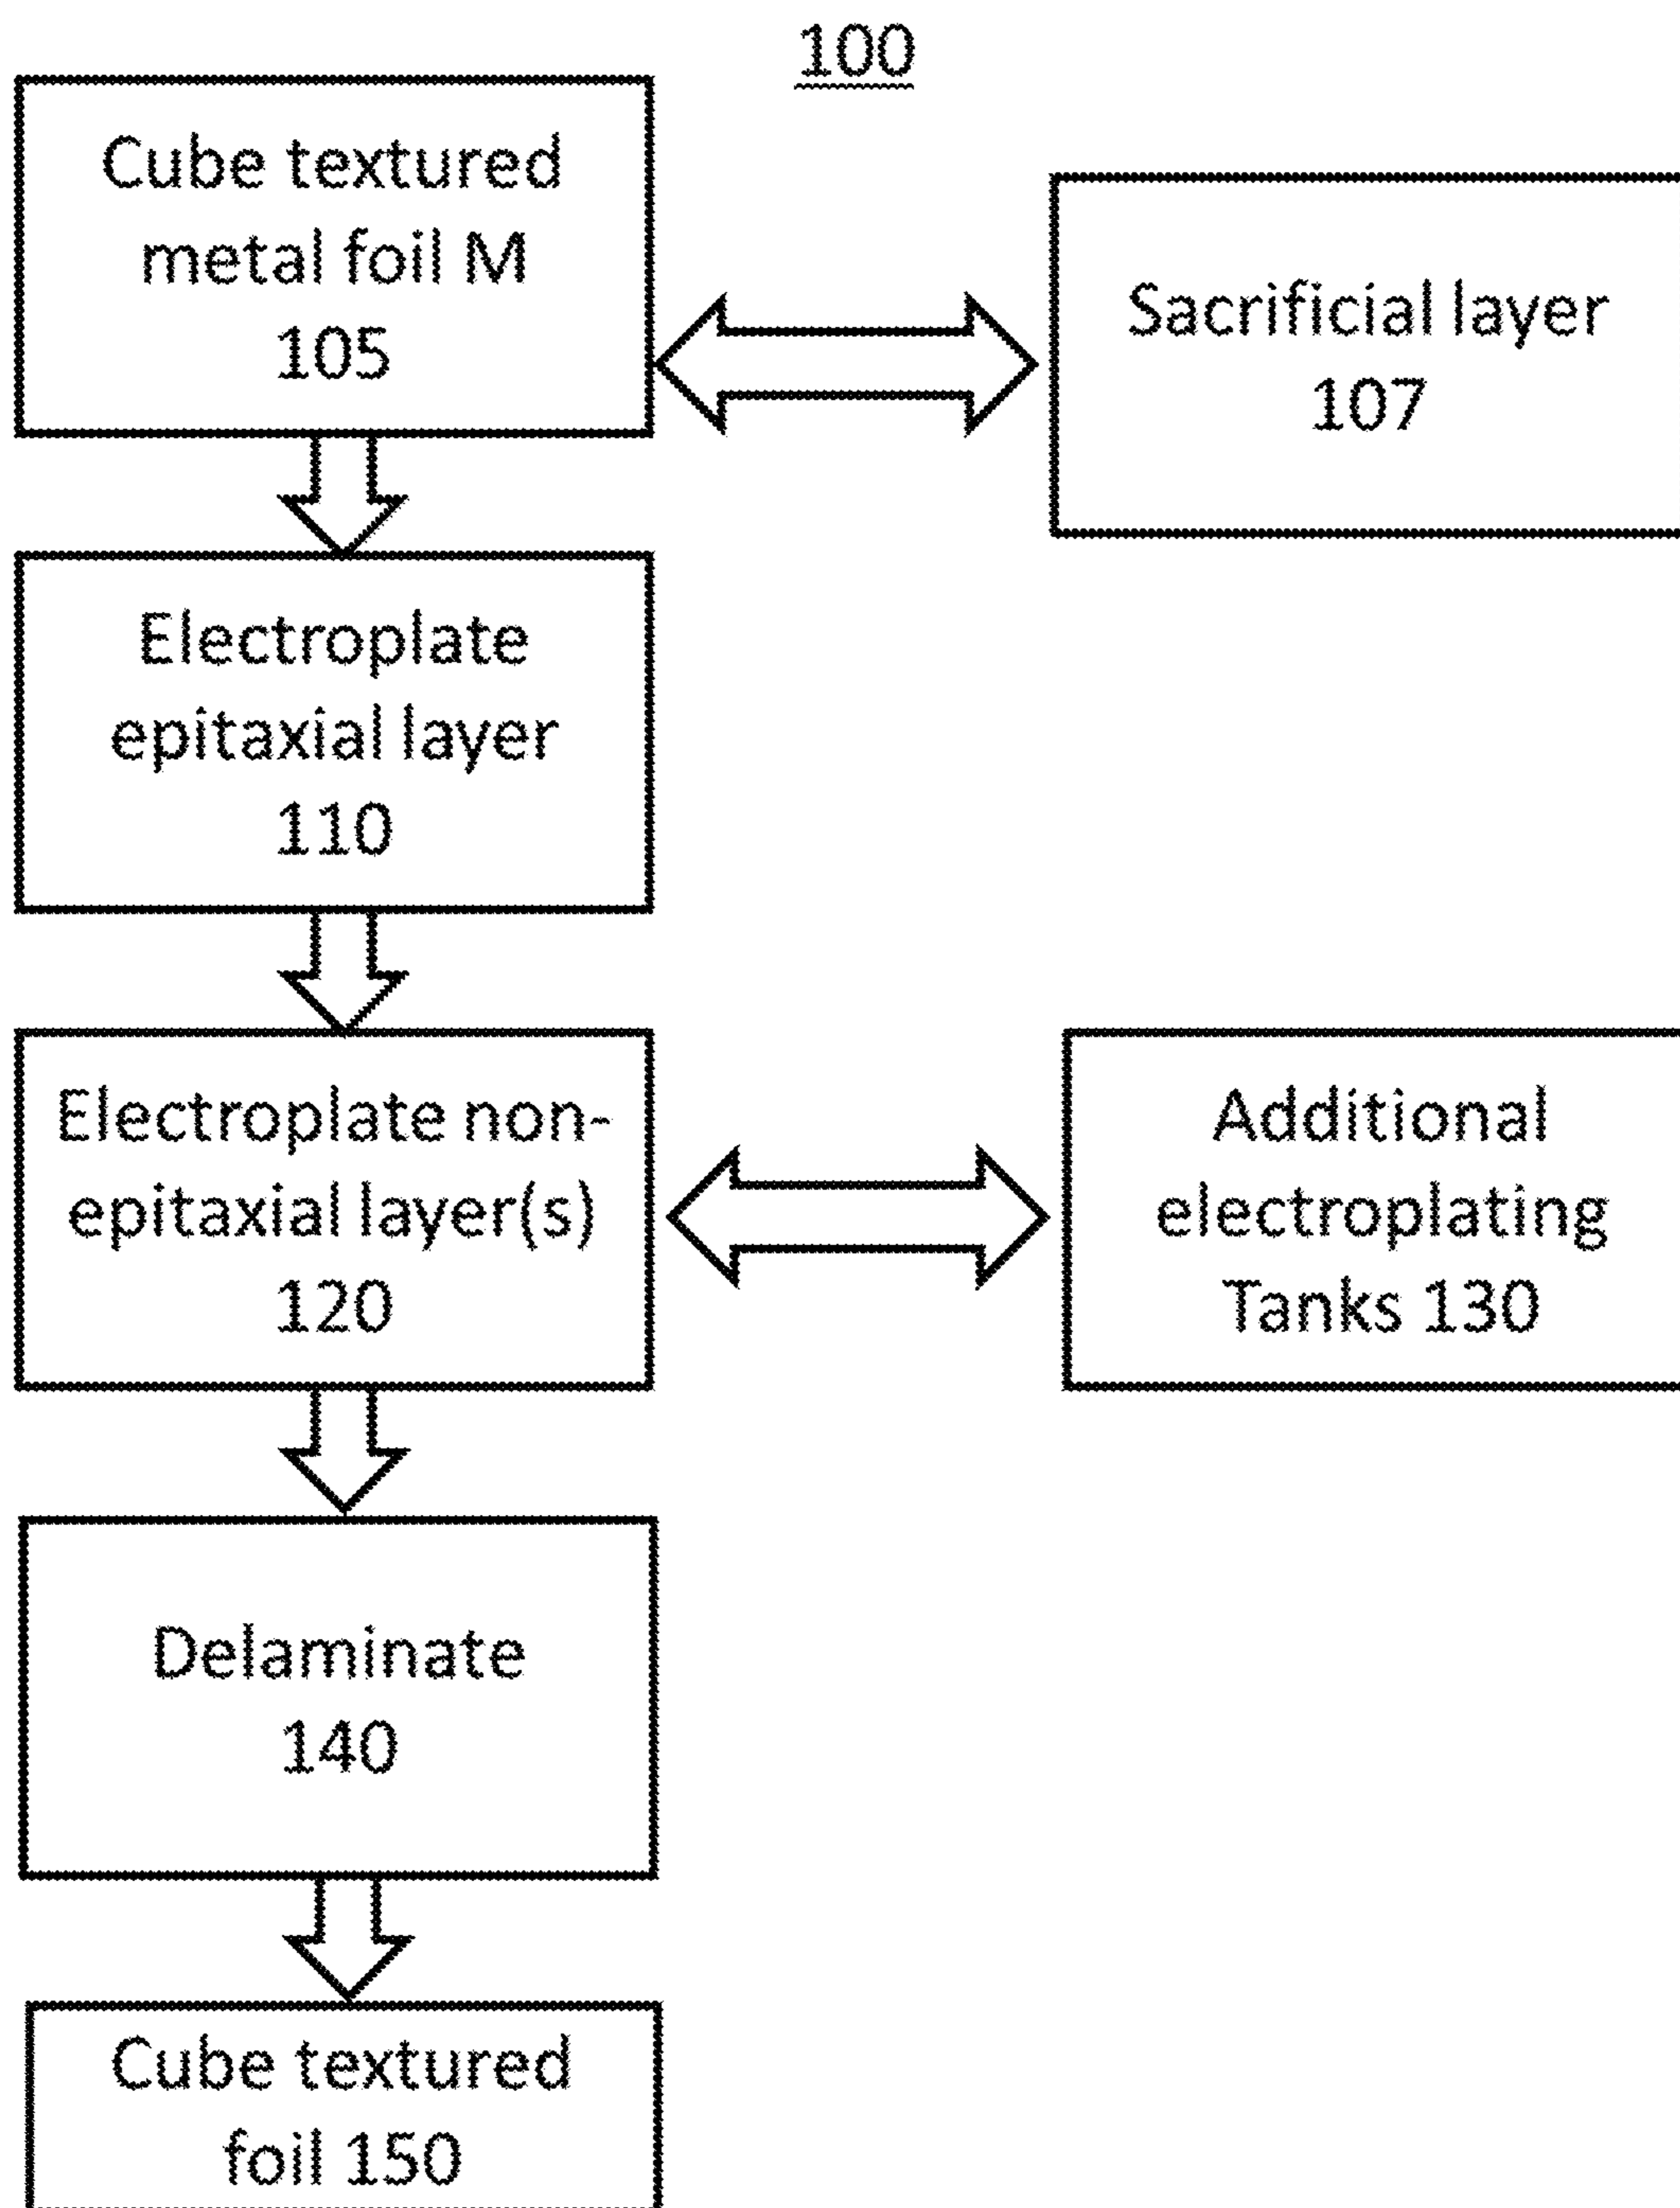 100
Cube textured
metal foil M
105
Sacrificial layer
107
Electroplate
epitaxial layer
110
Electroplate non-
epitaxial layer(s)
120
Additional
electroplating
Tanks 130
Delaminate
140
Cube textured
foil 150